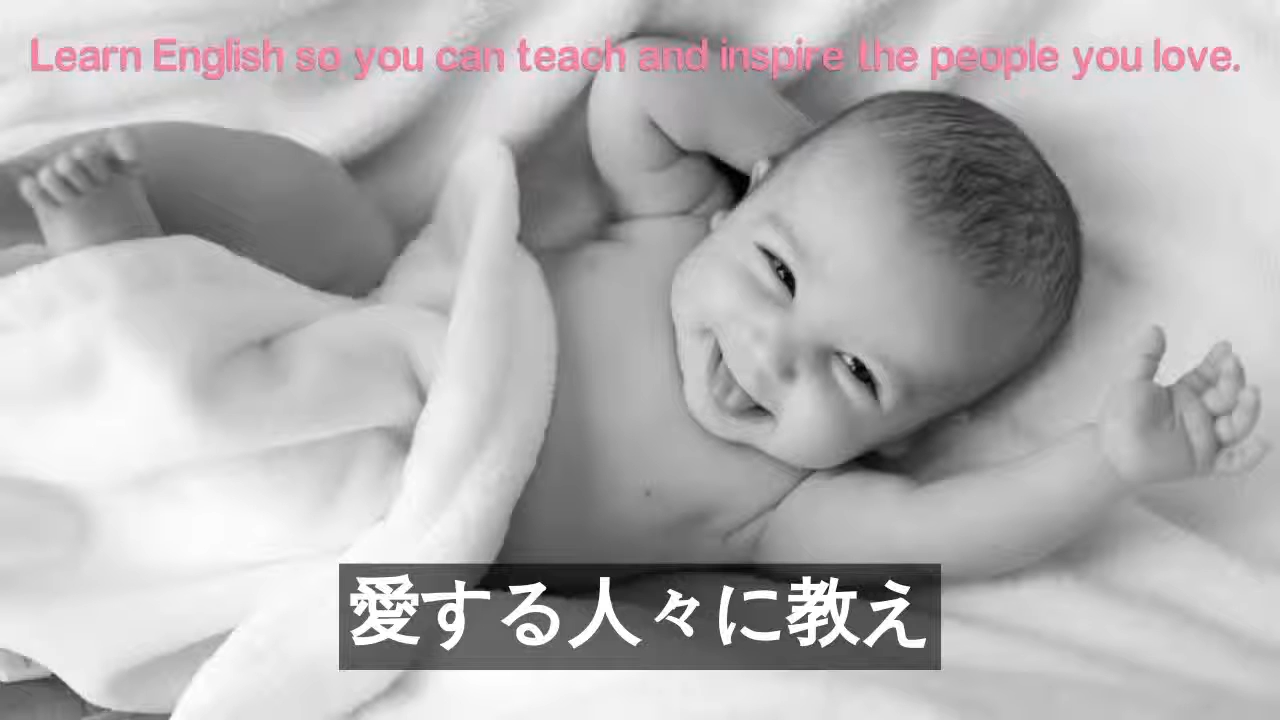 Learn English so you can teach and inspire the people you love.
愛する人々に教え